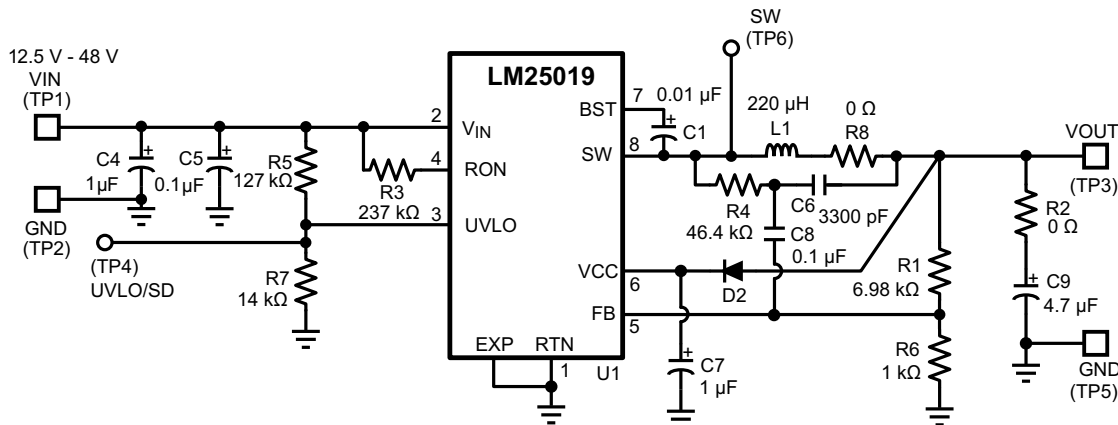 SW
(TP6)
12.5 V - 48 V
VIN
(TP1)
LM25019
7
0.01 µF
220 µH
0 Ω
BST
C1
L1
R8
VOUT
2
VIN
8
SW
(TP3)
C4
1µF
C5
0.1µF
R5
127 kΩ
4
RON
R3
237 kΩ
R4
46.4 kΩ
C6
3300 pF
R2
0 Ω
GND
(TP2)
3
UVLO
C8
0.1 µF
(TP4)
UVLO/SD
R7
14 kΩ
VCC
6
D2
R1
6.98 kΩ
C9
4.7 µF
FB
5
EXP
RTN
1
U1
C7
1 µF
R6
1 kΩ
GND
(TP5)